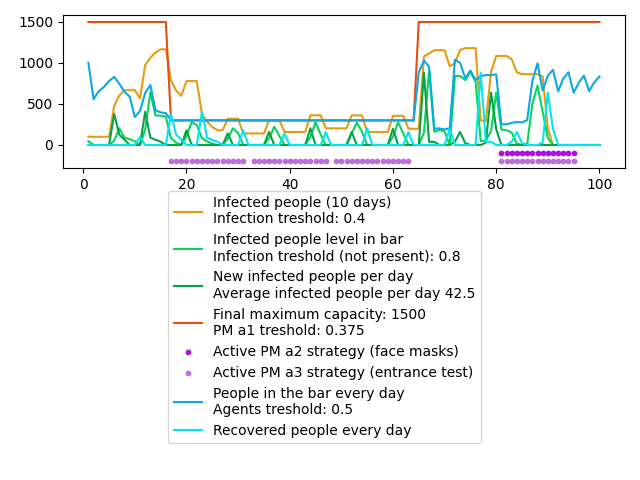 1500
1000
500
0
0 20 40 60 80 100
Infected people (10 days)
Infection treshold: 0.4
Infected people level in bar
Infection treshold (not present): 0.8
New infected people per day
Average infected people per day 42.5
Final maximum capacity: 1500
PM a1 treshold: 0.375
Active PM a2 strategy (face masks)
Active PM a3 strategy (entrance test)
People in the bar every day
Agents treshold: 0.5
Recovered people every day